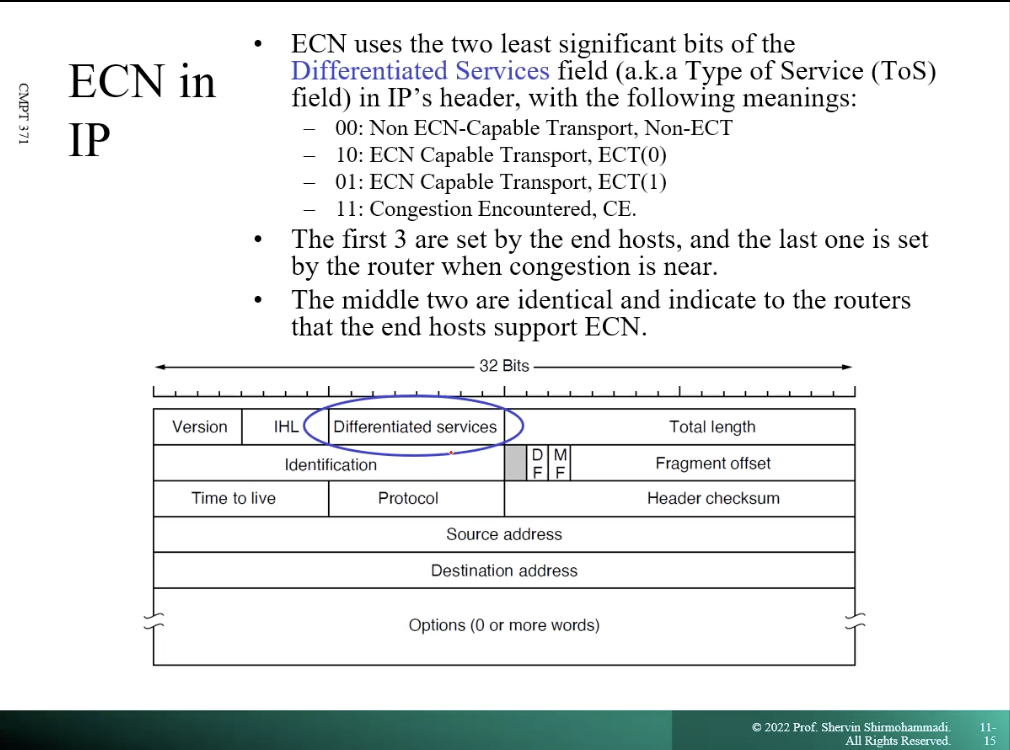 CMPT 371
ECN in
IP
• ECN uses the two least significant bits of the
Differentiated Services field (a.k.a Type of Service (ToS)
field) in IP's header, with the following meanings:
– 00: Non ECN-Capable Transport, Non-ECT
– 10: ECN Capable Transport, ECT(0)
– 01: ECN Capable Transport, ECT(1)
– 11: Congestion Encountered, CE.
• The first 3 are set by the end hosts, and the last one is set
by the router when congestion is near.
• The middle two are identical and indicate to the routers
that the end hosts support ECN.
32 Bits
Version IHL Differentiated services Total length
Identification DF MF Fragment offset
Time to live Protocol Header checksum
Source address
Destination address
Options (0 or more words)
© 2022 Prof. Shervin Shirmohammadi.
All Rights Reserved.
11-
15